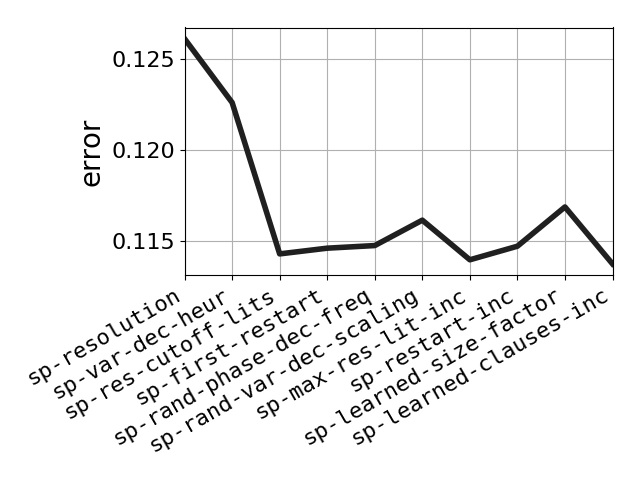 0.125
0.120
0.115
error
sp-resolution
sp-var-dec-heur
sp-res-cutoff-lits
sp-first-restart
sp-rand-phase-dec-freq
sp-rand-var-dec-scaling
sp-max-res-lit-inc
sp-restart-inc
sp-learned-size-factor
sp-learned-clauses-inc